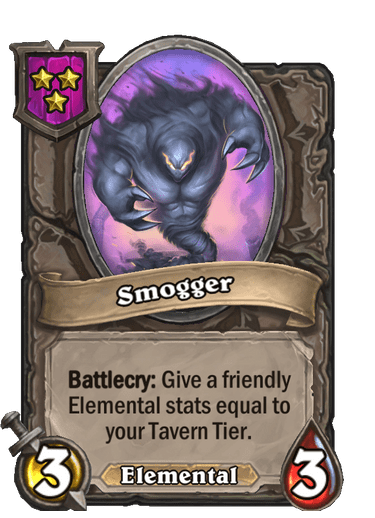 Smogger
Battlecry: Give a friendly
Elemental stats equal to
your Tavern Tier.
3
Elemental
3